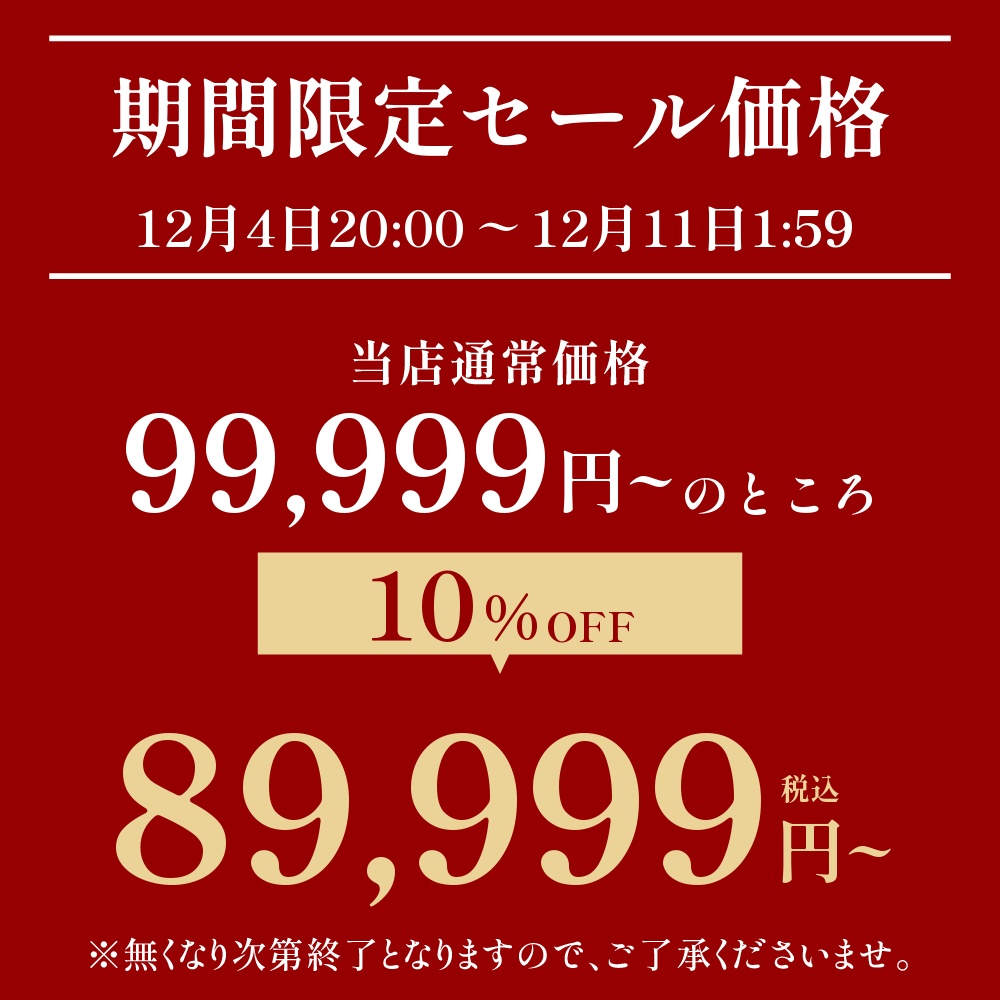 期間限定セール価格
12月4日20:00 〜 12月11日1:59
当店通常価格
99,999円〜のところ
10%OFF
税込
89,999円〜
※無くなり次第終了となりますので、ご了承くださいませ。